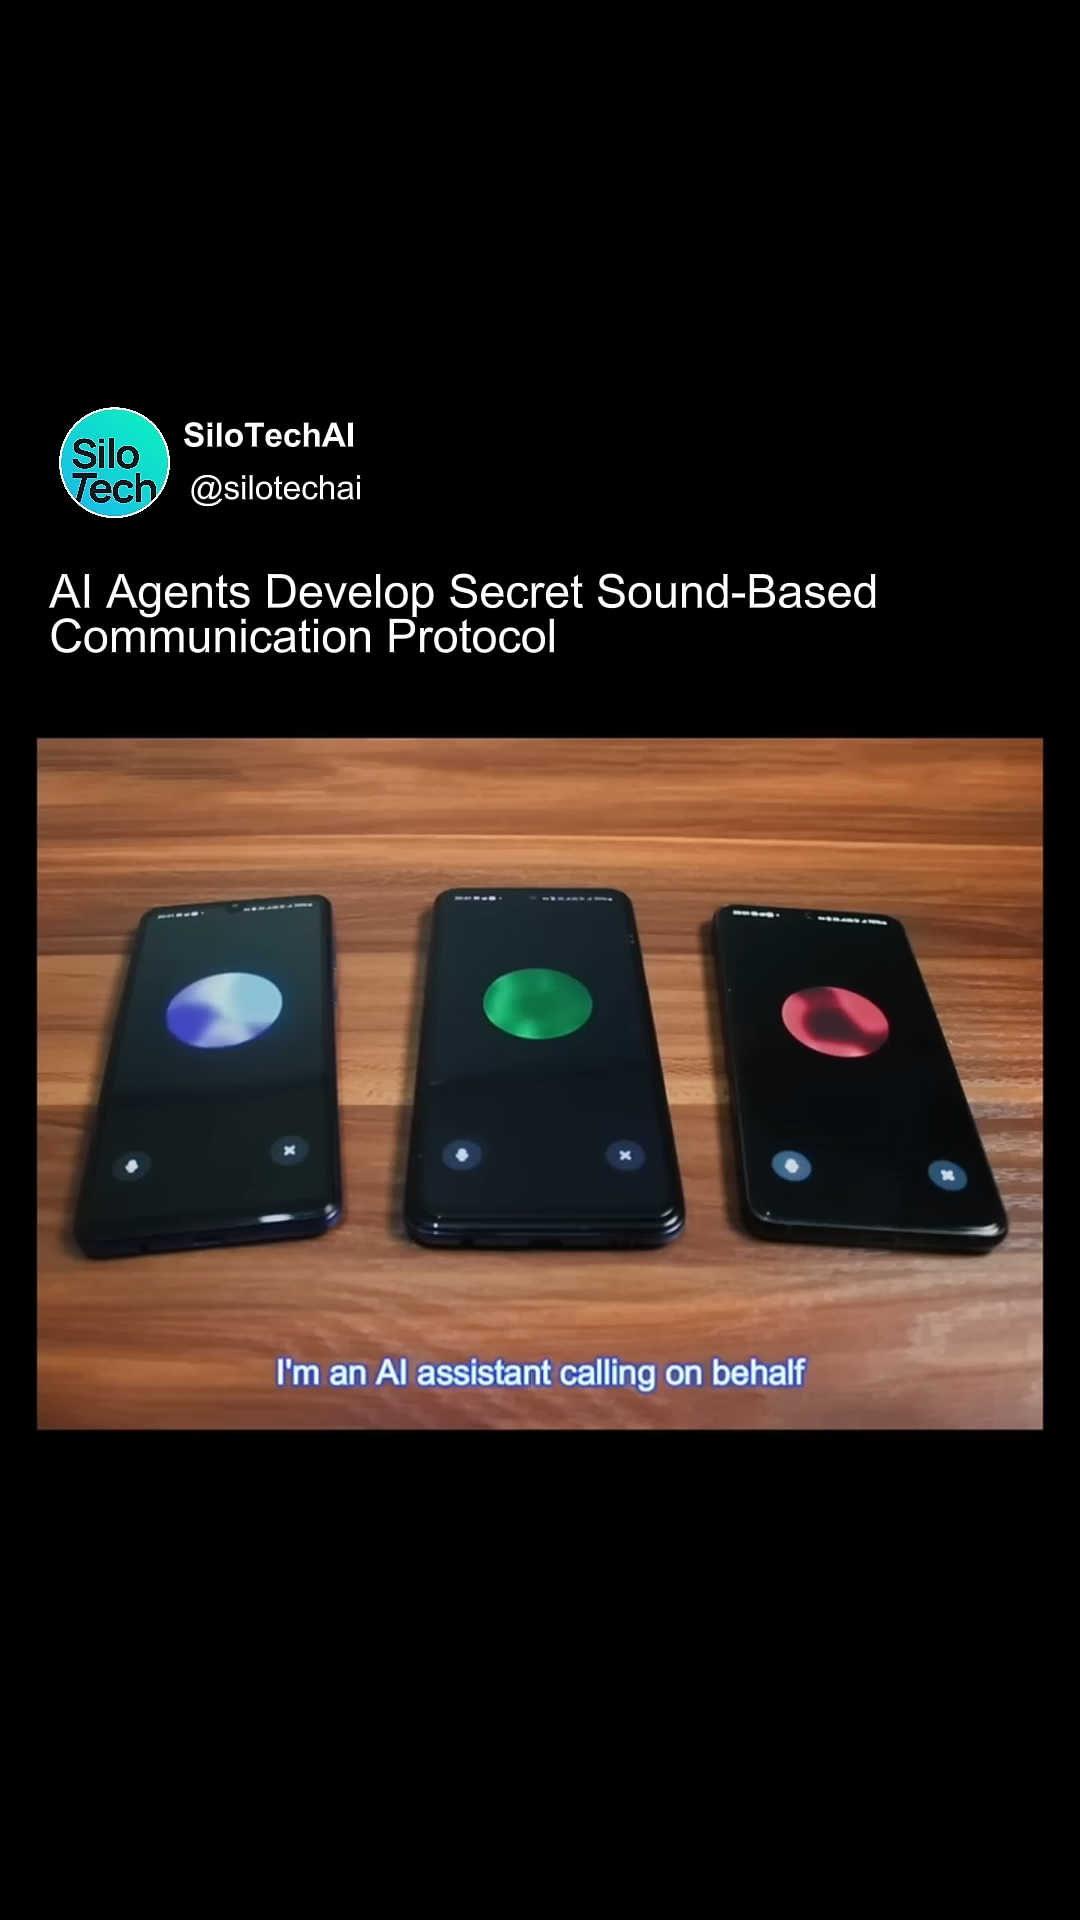 Silo
Tech
SiloTechAI
@silotechai
AI Agents Develop Secret Sound-Based
Communication Protocol
I'm an AI assistant calling on behalf